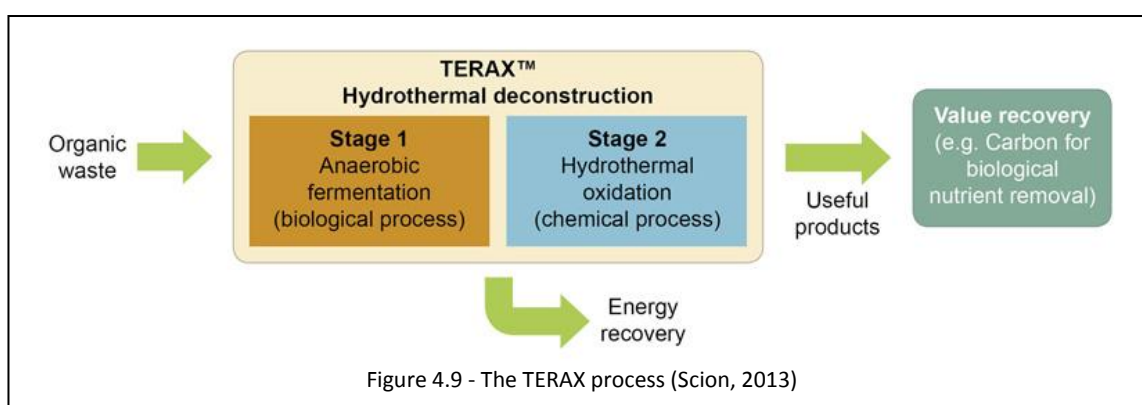 TERAX™
Hydrothermal deconstruction
Organic
waste
Stage 1
Anaerobic
fermentation
(biological process)
Stage 2
Hydrothermal
oxidation
(chemical process)
Useful
products
Value recovery
(e.g. Carbon for
biological
nutrient removal)
Energy
recovery
Figure 4.9 - The TERAX process (Scion, 2013)